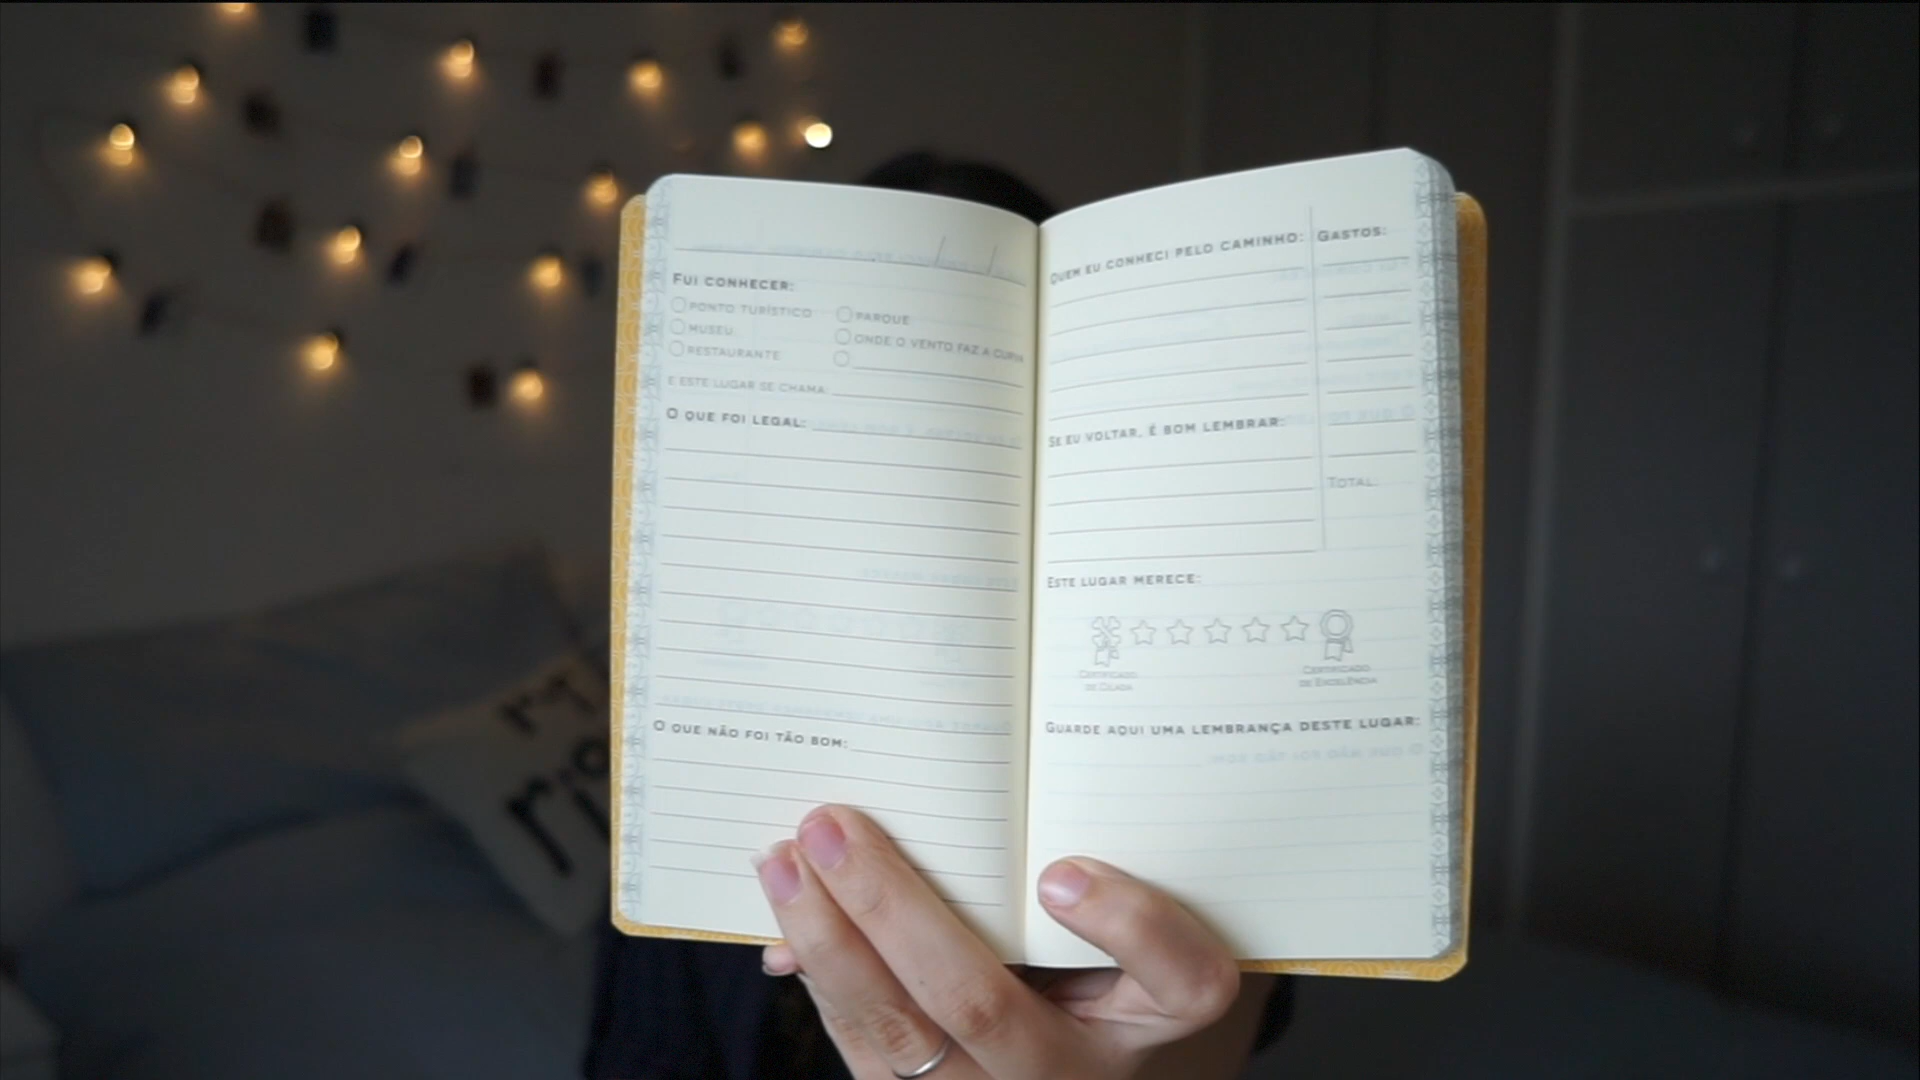 FUI CONHECER:
PONTO TURÍSTICO
PARQUE
MUSEU
ONDE O VENTO FAZ A CURVA
RESTAURANTE
E ESTE LUGAR SE CHAMA:
O QUE FOI LEGAL:
O QUE NÃO FOI TÃO BOM:
QUEM EU CONHECI PELO CAMINHO:
GASTOS:
SE EU VOLTAR, É BOM LEMBRAR:
TOTAL:
ESTE LUGAR MERECE:
CERTIFICADO
DE CILADA
CERTIFICADO
DE EXCELÊNCIA
GUARDE AQUI UMA LEMBRANÇA DESTE LUGAR: